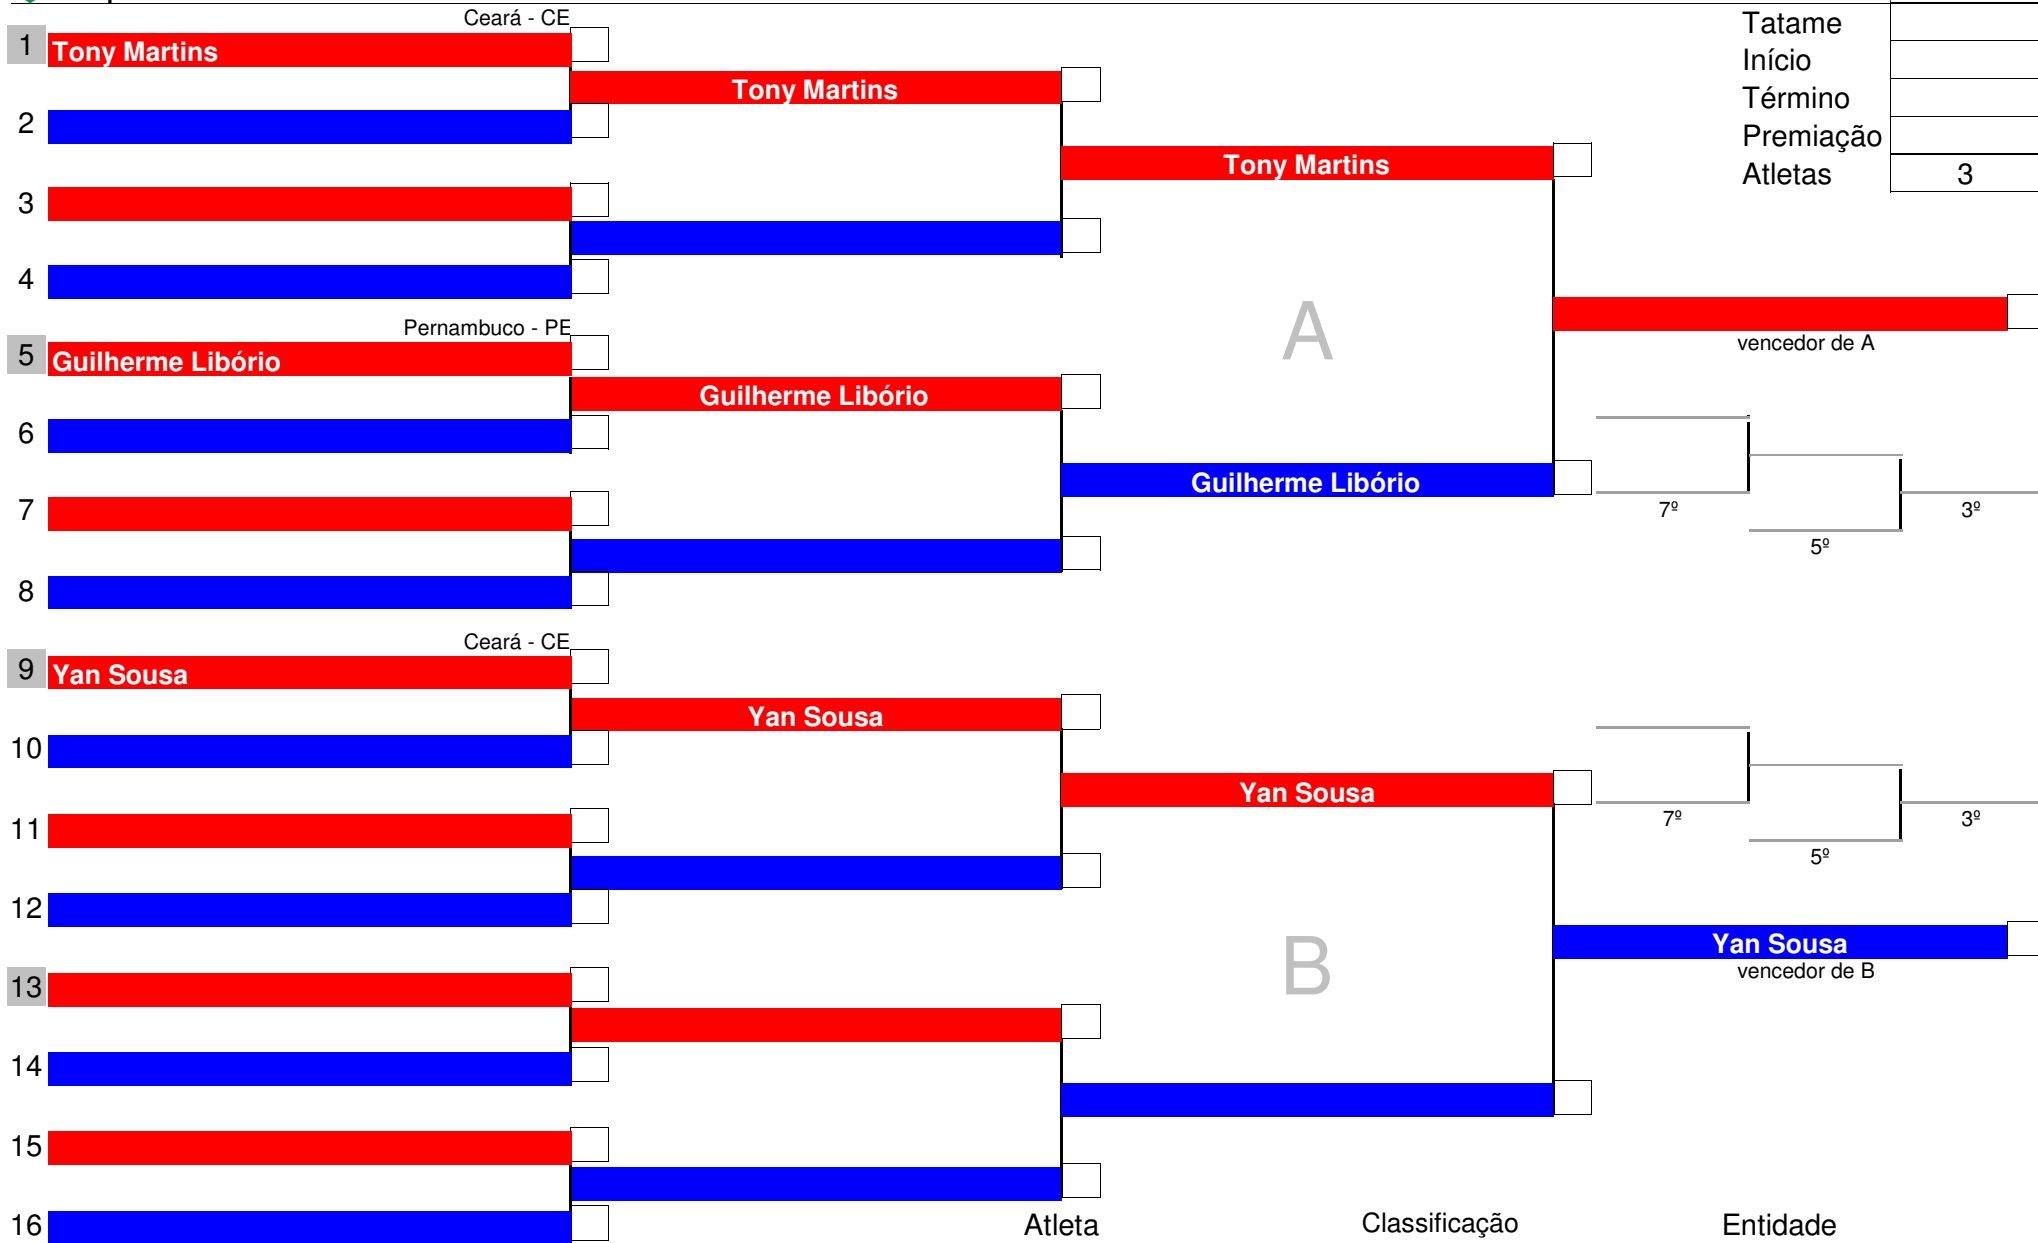 Ceará - CE
Tatame
1 Tony Martins
Início
Tony Martins
Término
2
Premiação
Tony Martins
Atletas 3
3
4
A
Pernambuco - PE
vencedor de A
5 Guilherme Libório
Guilherme Libório
6
Guilherme Libório
7
7º 3º
5º
8
Ceará - CE
9 Yan Sousa
Yan Sousa
10
Yan Sousa
11
7º 3º
5º
12
B
Yan Sousa
vencedor de B
13
14
15
16
Atleta Classificação Entidade